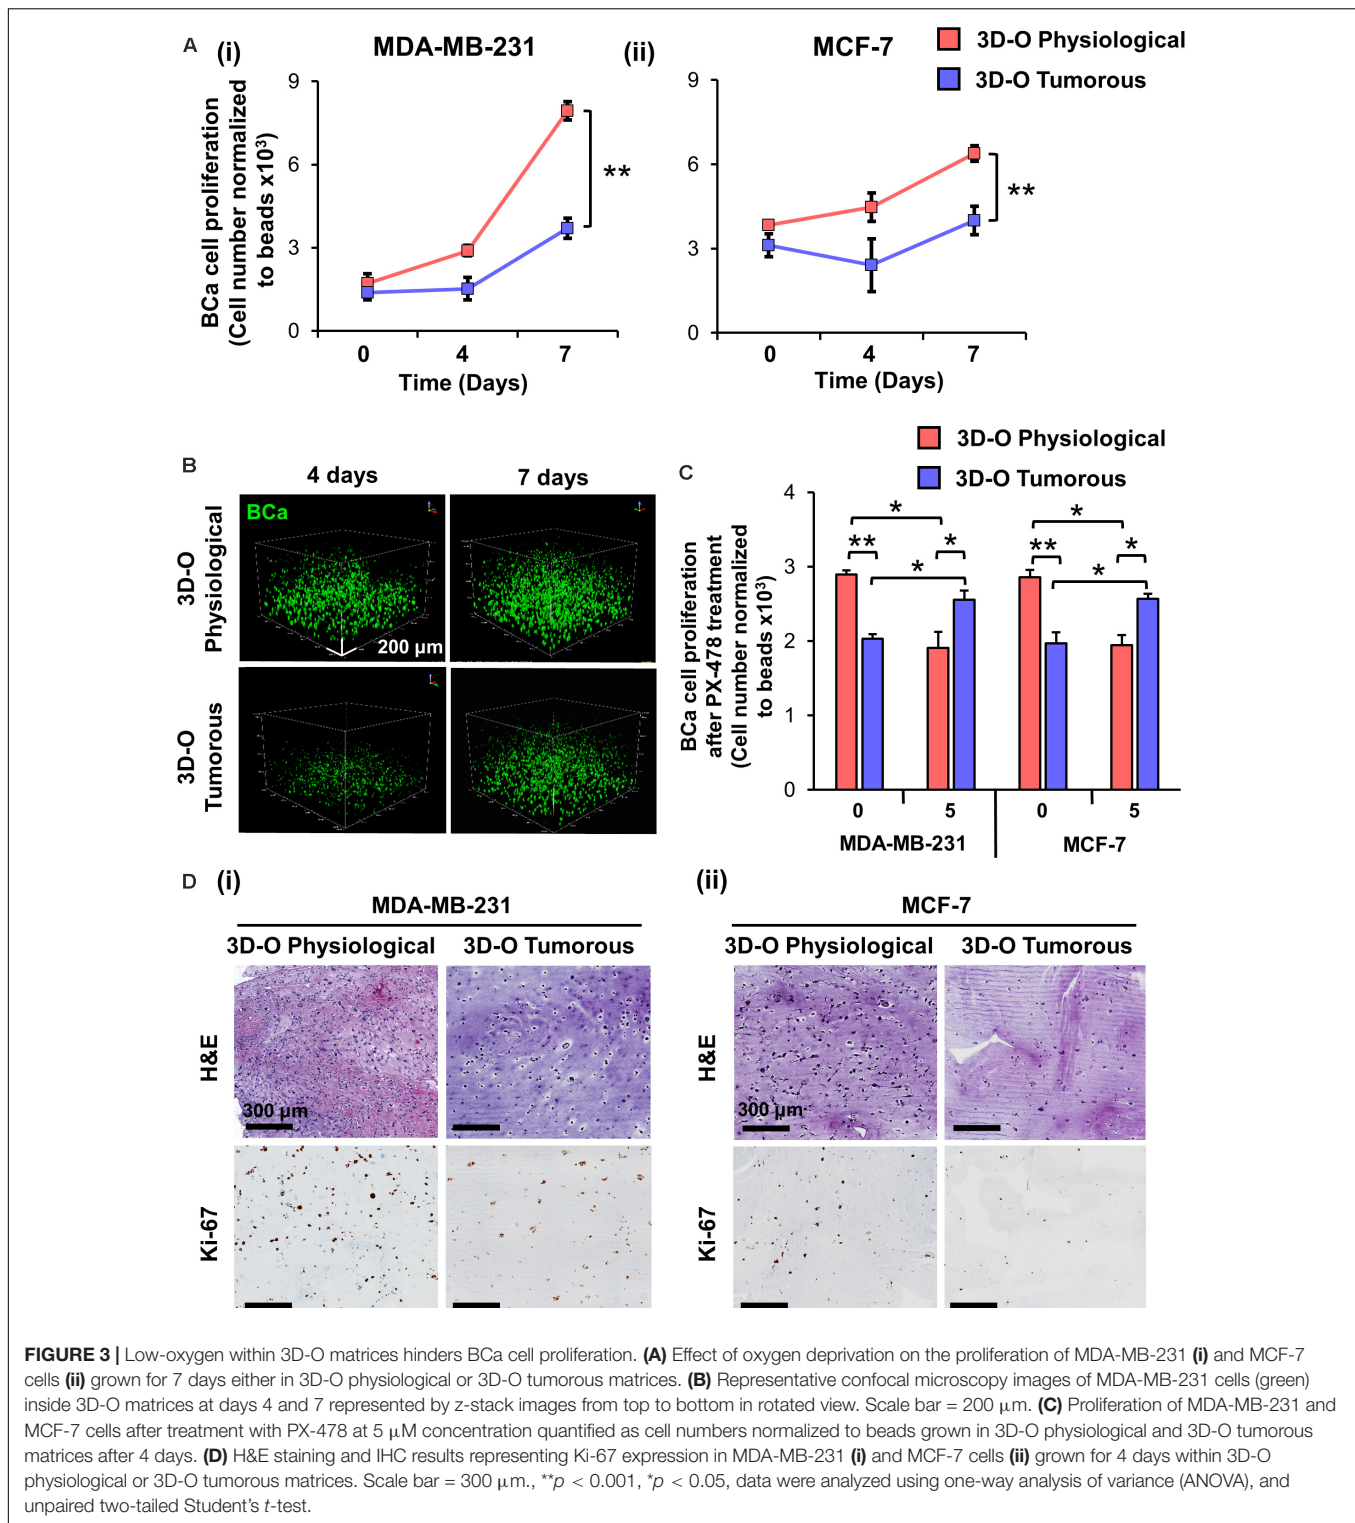 A (i) MDA-MB-231
(ii) MCF-7
3D-O Physiological
3D-O Tumorous
BCa cell proliferation
(Cell number normalized
to beads x10³)
9
6
3
0
0 4 7
Time (Days)
**
9
6
3
0
0 4 7
Time (Days)
**
B
4 days 7 days
3D-O
Physiological
3D-O
Tumorous
BCa
200 µm
C
3D-O Physiological
3D-O Tumorous
BCa cell proliferation
after PX-478 treatment
(Cell number normalized
to beads x10³)
4
3
2
1
0
* *
** * ** *
* *
0 5 0 5
MDA-MB-231 MCF-7
D (i) (ii)
MDA-MB-231 MCF-7
3D-O Physiological 3D-O Tumorous 3D-O Physiological 3D-O Tumorous
H&E
300 µm
H&E
300 µm
Ki-67
Ki-67
FIGURE 3 | Low-oxygen within 3D-O matrices hinders BCa cell proliferation. (A) Effect of oxygen deprivation on the proliferation of MDA-MB-231 (i) and MCF-7
cells (ii) grown for 7 days either in 3D-O physiological or 3D-O tumorous matrices. (B) Representative confocal microscopy images of MDA-MB-231 cells (green)
inside 3D-O matrices at days 4 and 7 represented by z-stack images from top to bottom in rotated view. Scale bar = 200 µm. (C) Proliferation of MDA-MB-231 and
MCF-7 cells after treatment with PX-478 at 5 µM concentration quantified as cell numbers normalized to beads grown in 3D-O physiological and 3D-O tumorous
matrices after 4 days. (D) H&E staining and IHC results representing Ki-67 expression in MDA-MB-231 (i) and MCF-7 cells (ii) grown for 4 days within 3D-O
physiological or 3D-O tumorous matrices. Scale bar = 300 µm., **p < 0.001, *p < 0.05, data were analyzed using one-way analysis of variance (ANOVA), and
unpaired two-tailed Student's t-test.